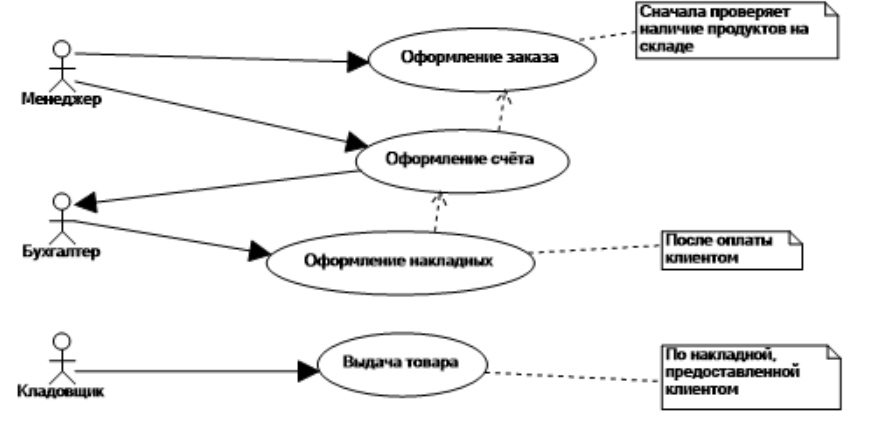 Сначала проверяет
наличие продуктов на
складе
Оформление заказа
Менеджер
Оформление счёта
Бухгалтер
Оформление накладных
После оплаты
клиентом
Выдача товара
По накладной,
предоставленной
клиентом
Кладовщик